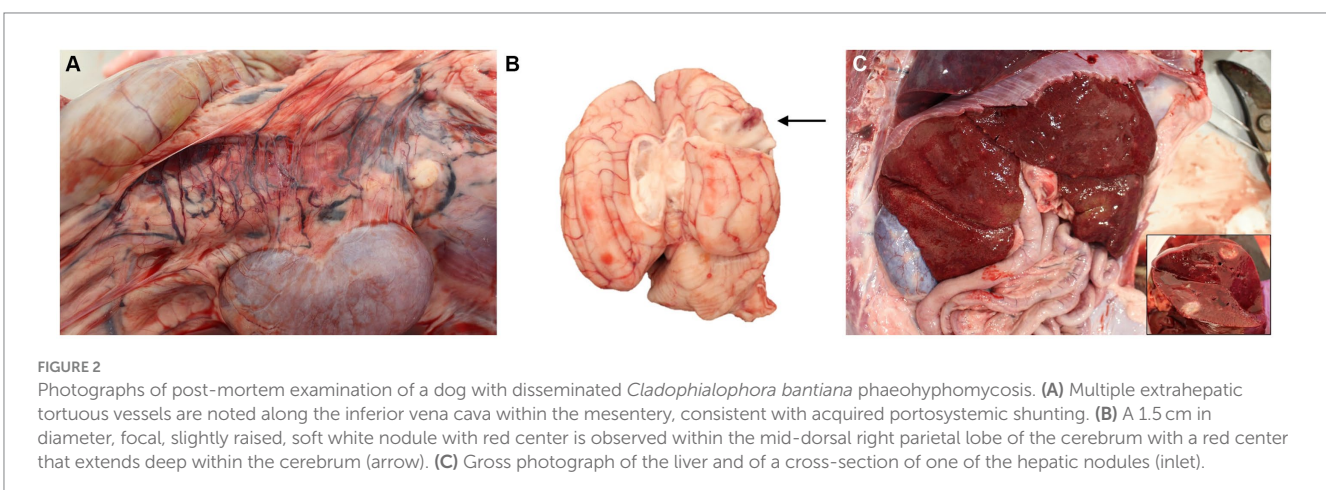 A
B
C
FIGURE 2
Photographs of post-mortem examination of a dog with disseminated Cladophialophora bantiana phaeohyphomycosis. (A) Multiple extrahepatic
tortuous vessels are noted along the inferior vena cava within the mesentery, consistent with acquired portosystemic shunting. (B) A 1.5 cm in
diameter, focal, slightly raised, soft white nodule with red center is observed within the mid-dorsal right parietal lobe of the cerebrum with a red center
that extends deep within the cerebrum (arrow). (C) Gross photograph of the liver and of a cross-section of one of the hepatic nodules (inlet).